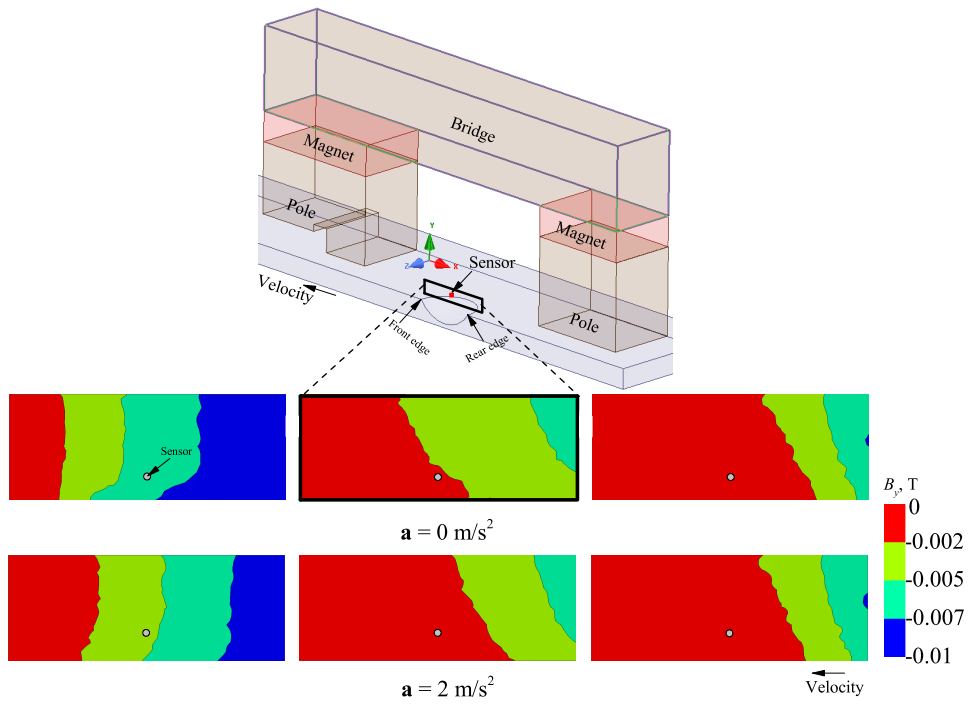 Bridge
Magnet
Pole
Y
Z
X
Sensor
Magnet
Pole
Velocity
Front edge
Rear edge
Sensor
a = 0 m/s²
B_y, T
0
-0.002
-0.005
-0.007
-0.01
a = 2 m/s²
Velocity